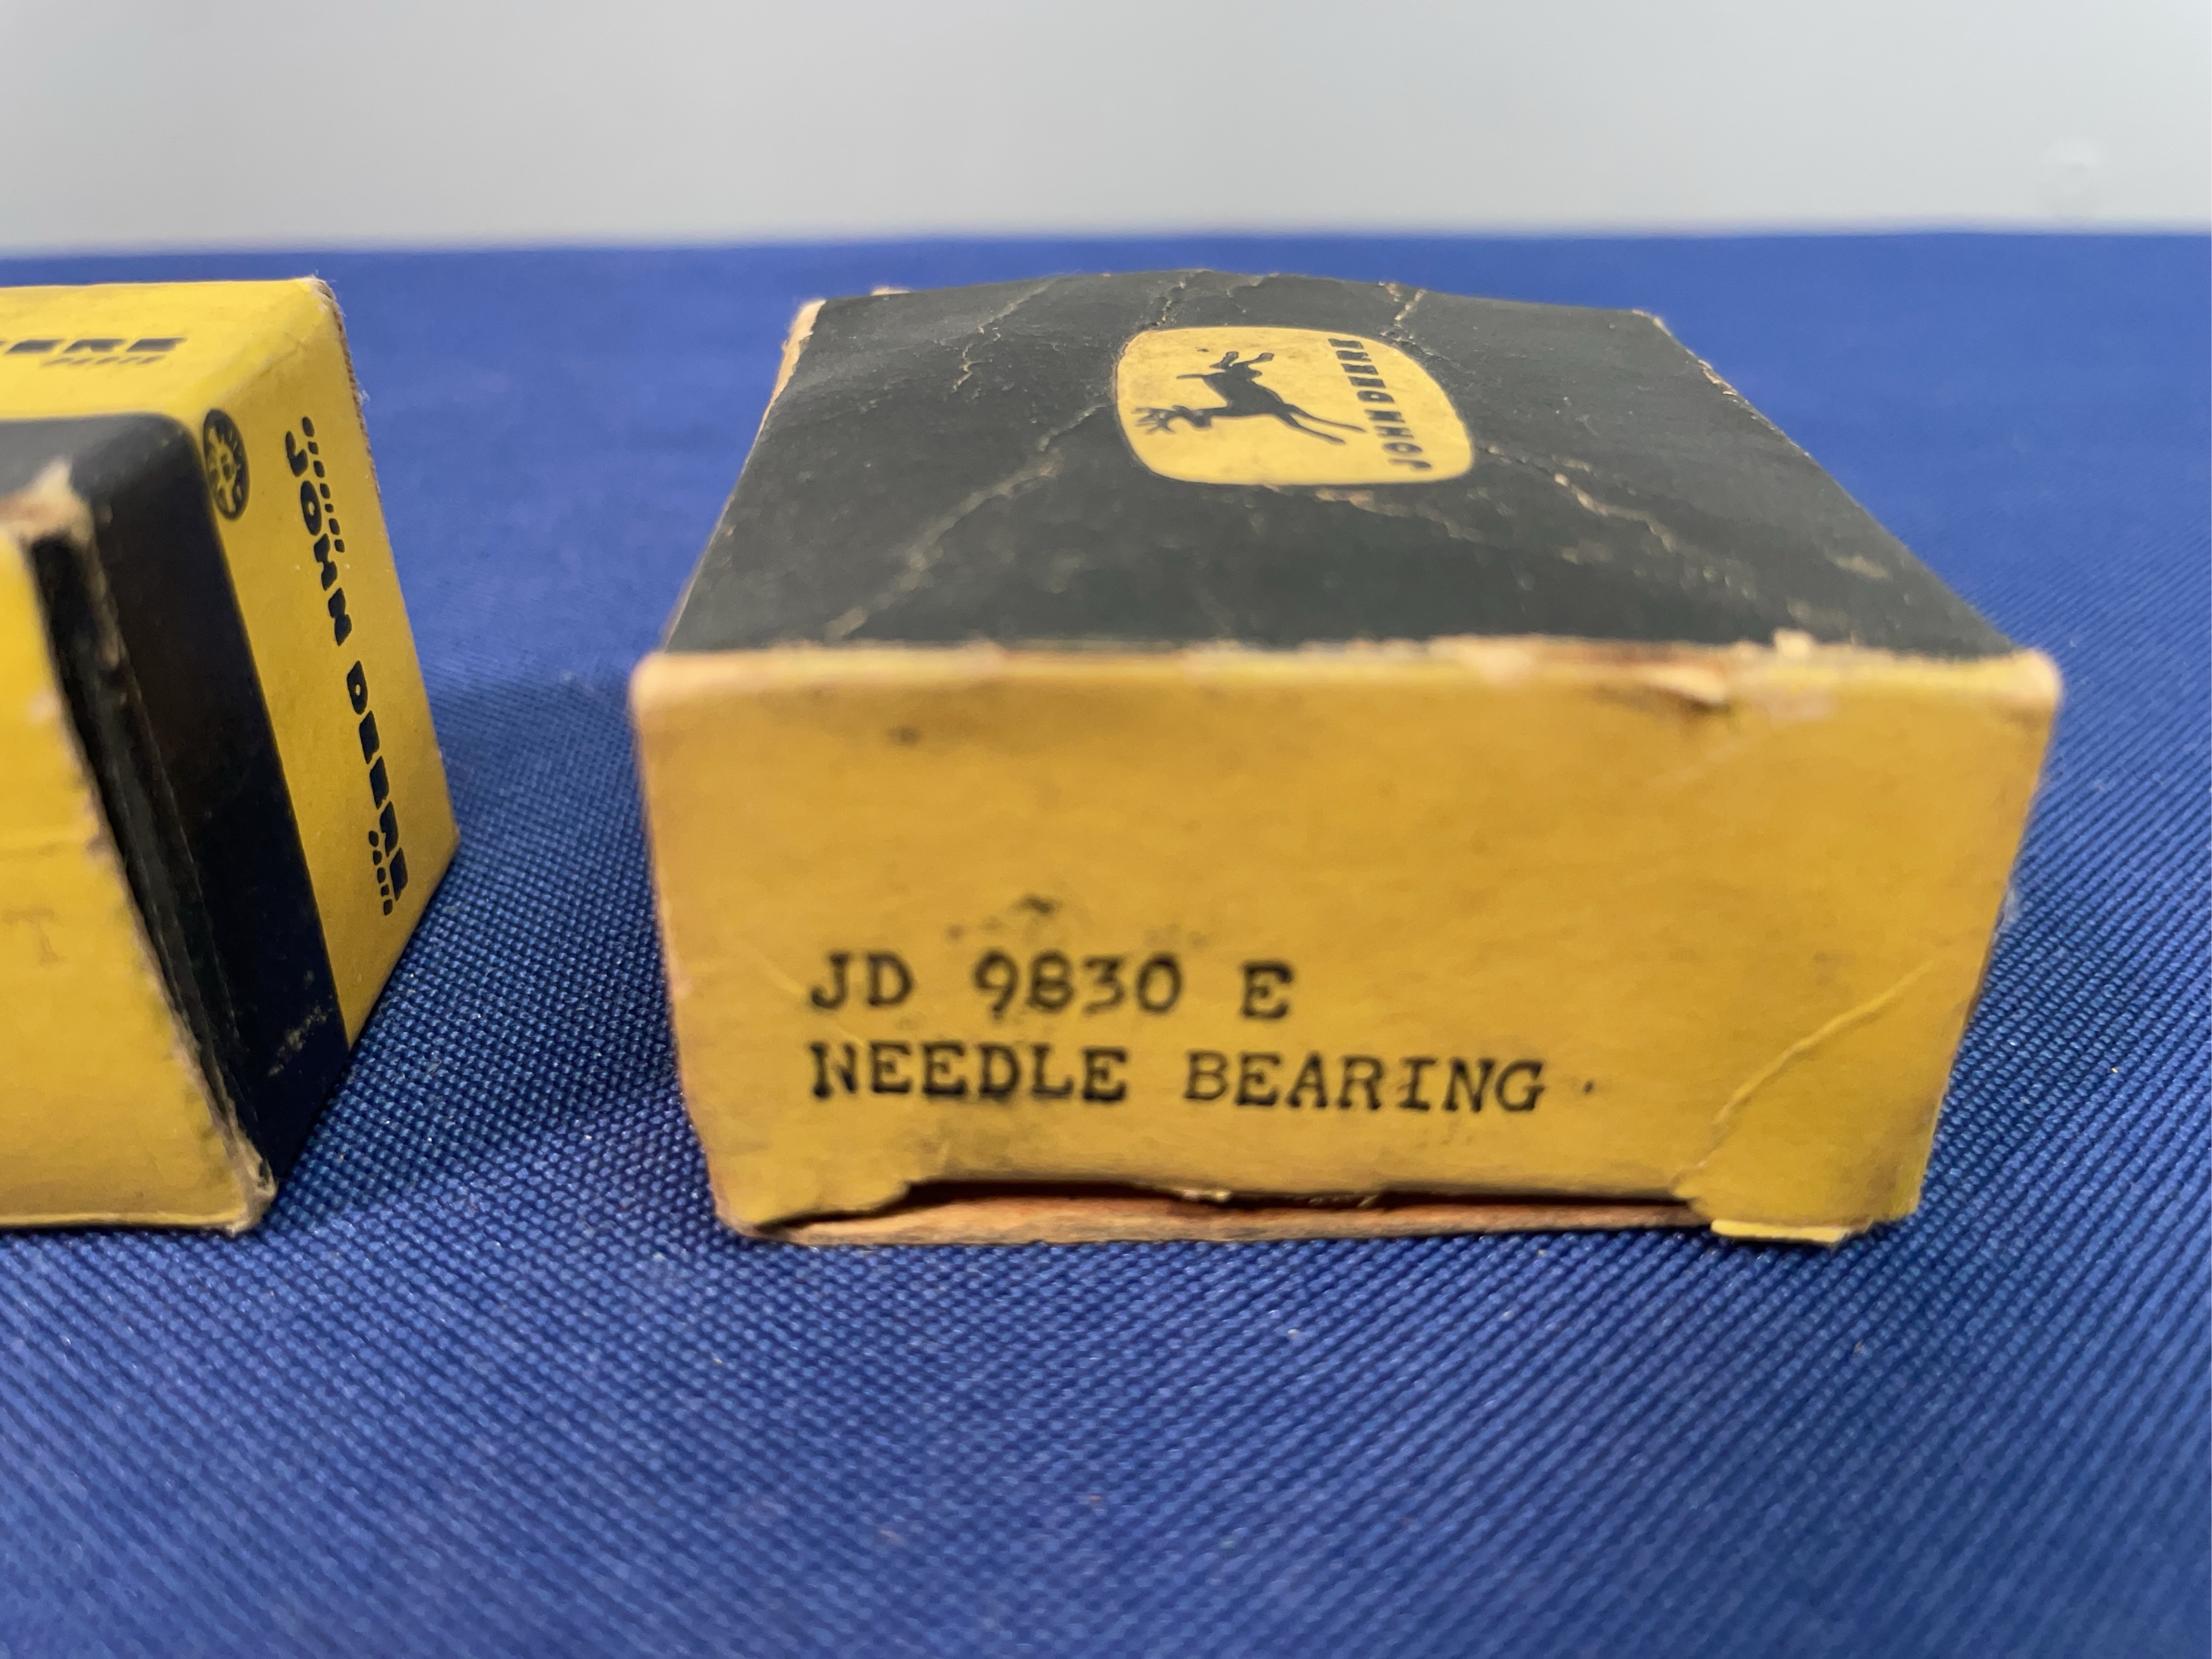 JOHN DEERE
JOHN DEERE
JD 9830 E
NEEDLE BEARING